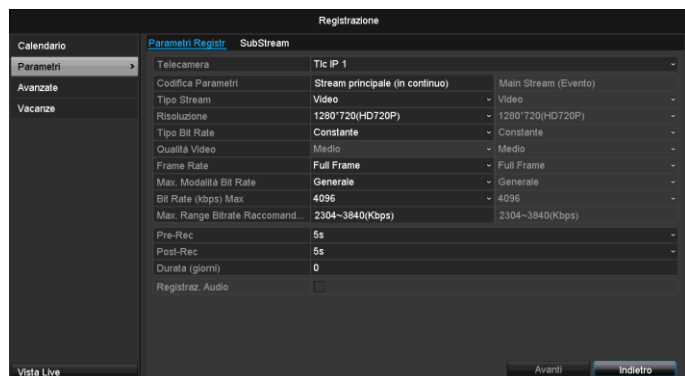 Registrazione
Calendario
Parametri >
Avanzate
Vacanze
Vista Live
Parametri Registr SubStream
Telecamera Tlc IP 1
Codifica Parametri Stream principale (in continuo) Main Stream (Evento)
Tipo Stream Video Video
Risoluzione 1280*720(HD720P) 1280*720(HD720P)
Tipo Bit Rate Constante Constante
Qualità Video Medio Medio
Frame Rate Full Frame Full Frame
Max. Modalità Bit Rate Generale Generale
Bit Rate (kbps) Max 4096 4096
Max. Range Bitrate Raccomand... 2304~3840(Kbps) 2304~3840(Kbps)
Pre-Rec 5s
Post-Rec 5s
Durata (giorni) 0
Registraz. Audio
Avanti Indietro